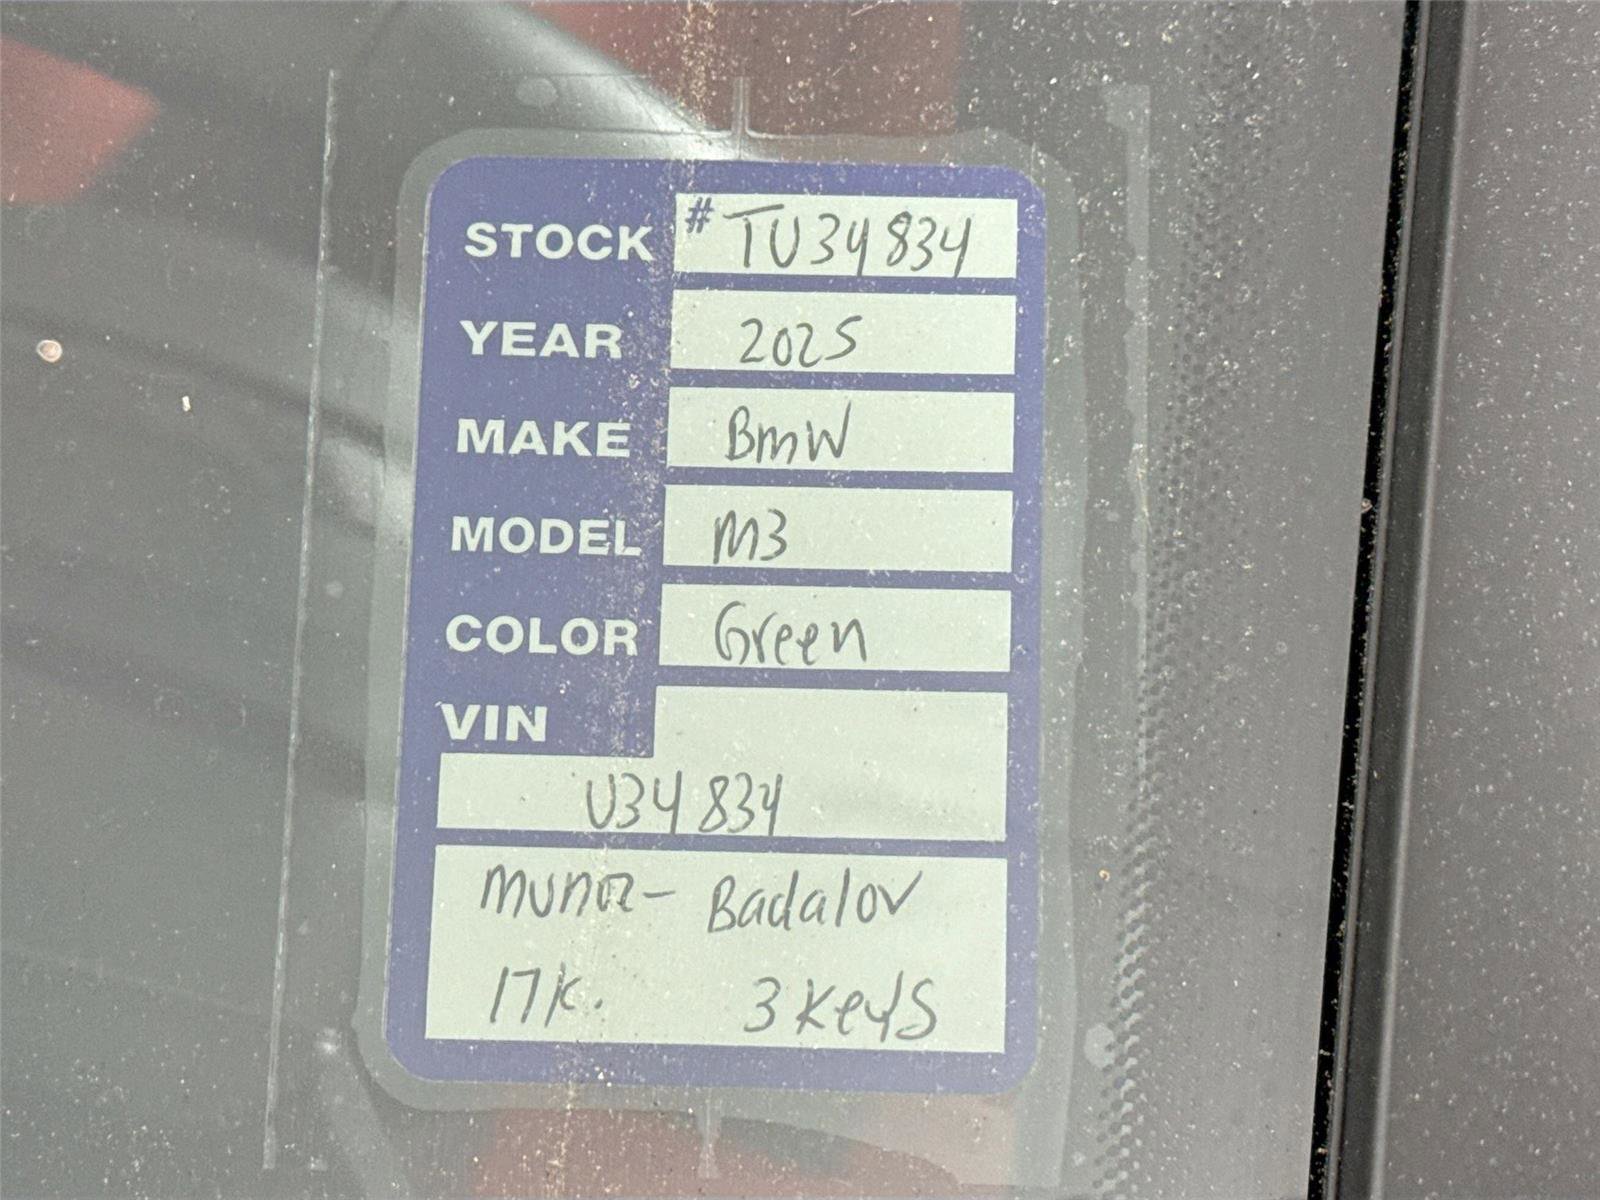 STOCK # TU34834
YEAR 2025
MAKE BmW
MODEL M3
COLOR Green
VIN
U34834
Munoz - Badalov
17K. 3 Keys